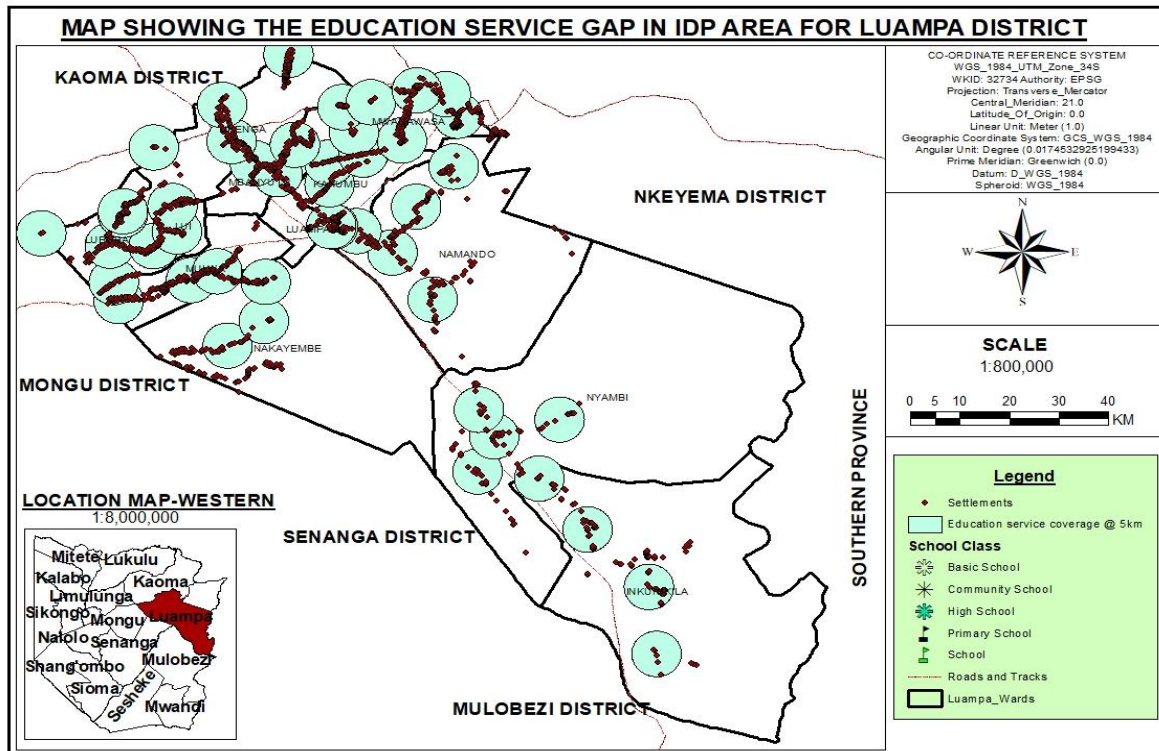 MAP SHOWING THE EDUCATION SERVICE GAP IN IDP AREA FOR LUAMPA DISTRICT
CO-ORDINATE REFERENCE SYSTEM
WGS_1984_UTM_Zone_34S
WKID: 32734 Authority: EPSG
Projection: Transverse_Mercator
Central_Meridian: 21.0
Latitude_Of_Origin: 0.0
Linear Unit: Meter (1.0)
Geographic Coordinate System: GCS_WGS_1984
Angular Unit: Degree (0.0174532925199433)
Prime Meridian: Greenwich (0.0)
Datum: D_WGS_1984
Spheroid: WGS_1984
N
W
E
S
SCALE
1:800,000
0 5 10 20 30 40
KM
KAOMA DISTRICT
NKEYEMA DISTRICT
NAMANDO
NAKAYEMBE
MONGU DISTRICT
NYAMBI
SOUTHERN PROVINCE
SENANGA DISTRICT
MULOBEZI DISTRICT
LOCATION MAP-WESTERN
1:8,000,000
Mitete
Lukulu
Kalabo
Kaoma
Limulunga
Sikongo
Mongu
Luampa
Nalolo
Senanga
Shang'ombo
Mulobezi
Sioma
Sesheke
Mwandi
Legend
Settlements
Education service coverage @ 5km
School Class
Basic School
Community School
High School
Primary School
School
Roads and Tracks
Luampa_Wards